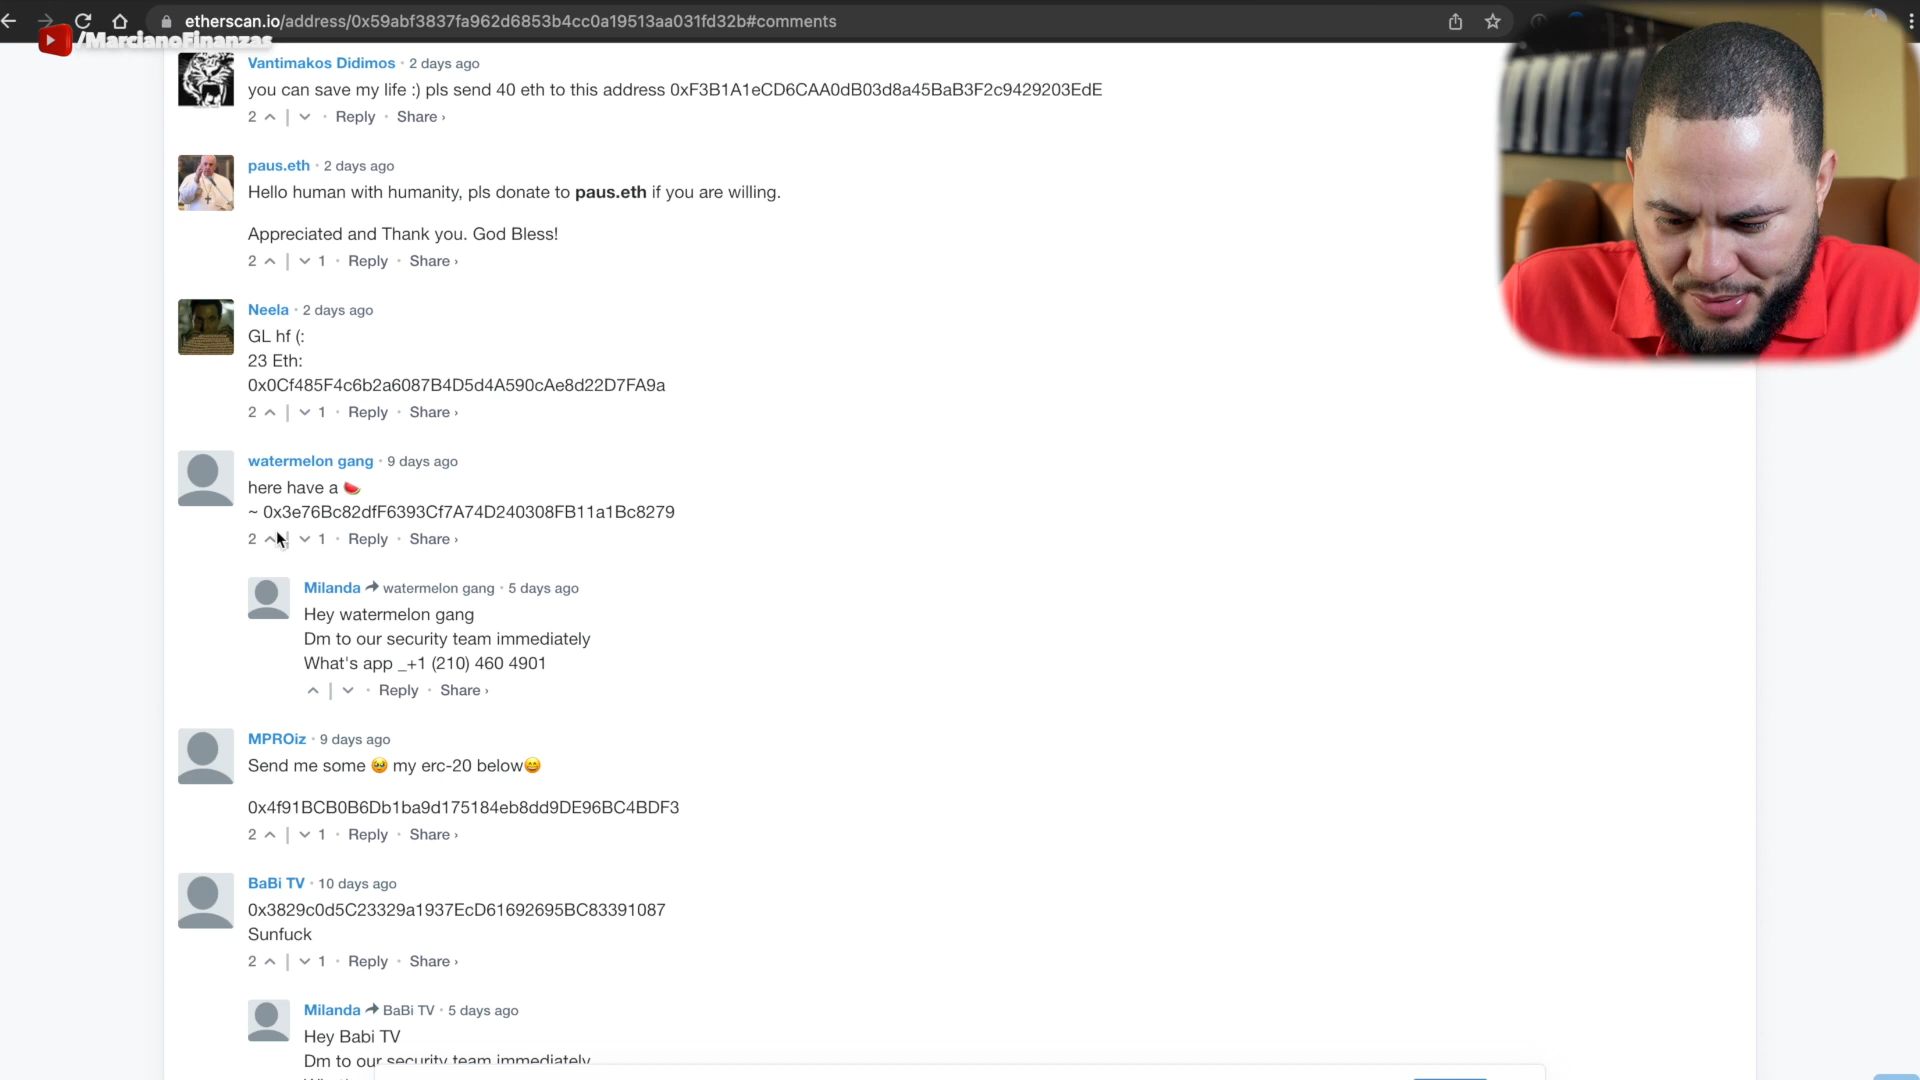 etherscan.io/address/0x59abf3837fa962d6853b4cc0a19513aa031fd32b#comments
/MarcianoFinanzas
Vantimakos Didimos · 2 days ago
you can save my life :) pls send 40 eth to this address 0xF3B1A1eCD6CAA0dB03d8a45BaB3F2c9429203EdE
2 | · Reply · Share ›
paus.eth · 2 days ago
Hello human with humanity, pls donate to paus.eth if you are willing.
Appreciated and Thank you. God Bless!
2 | 1 · Reply · Share ›
Neela · 2 days ago
GL hf (:
23 Eth:
0x0Cf485F4c6b2a6087B4D5d4A590cAe8d22D7FA9a
2 | 1 · Reply · Share ›
watermelon gang · 9 days ago
here have a 🍉
~ 0x3e76Bc82dfF6393Cf7A74D240308FB11a1Bc8279
2 | 1 · Reply · Share ›
Milanda watermelon gang · 5 days ago
Hey watermelon gang
Dm to our security team immediately
What's app _+1 (210) 460 4901
| · Reply · Share ›
MPROiz · 9 days ago
Send me some 🥹 my erc-20 below😄
0x4f91BCB0B6Db1ba9d175184eb8dd9DE96BC4BDF3
2 | 1 · Reply · Share ›
BaBi TV · 10 days ago
0x3829c0d5C23329a1937EcD61692695BC83391087
Sunfuck
2 | 1 · Reply · Share ›
Milanda BaBi TV · 5 days ago
Hey Babi TV
Dm to our security team immediately